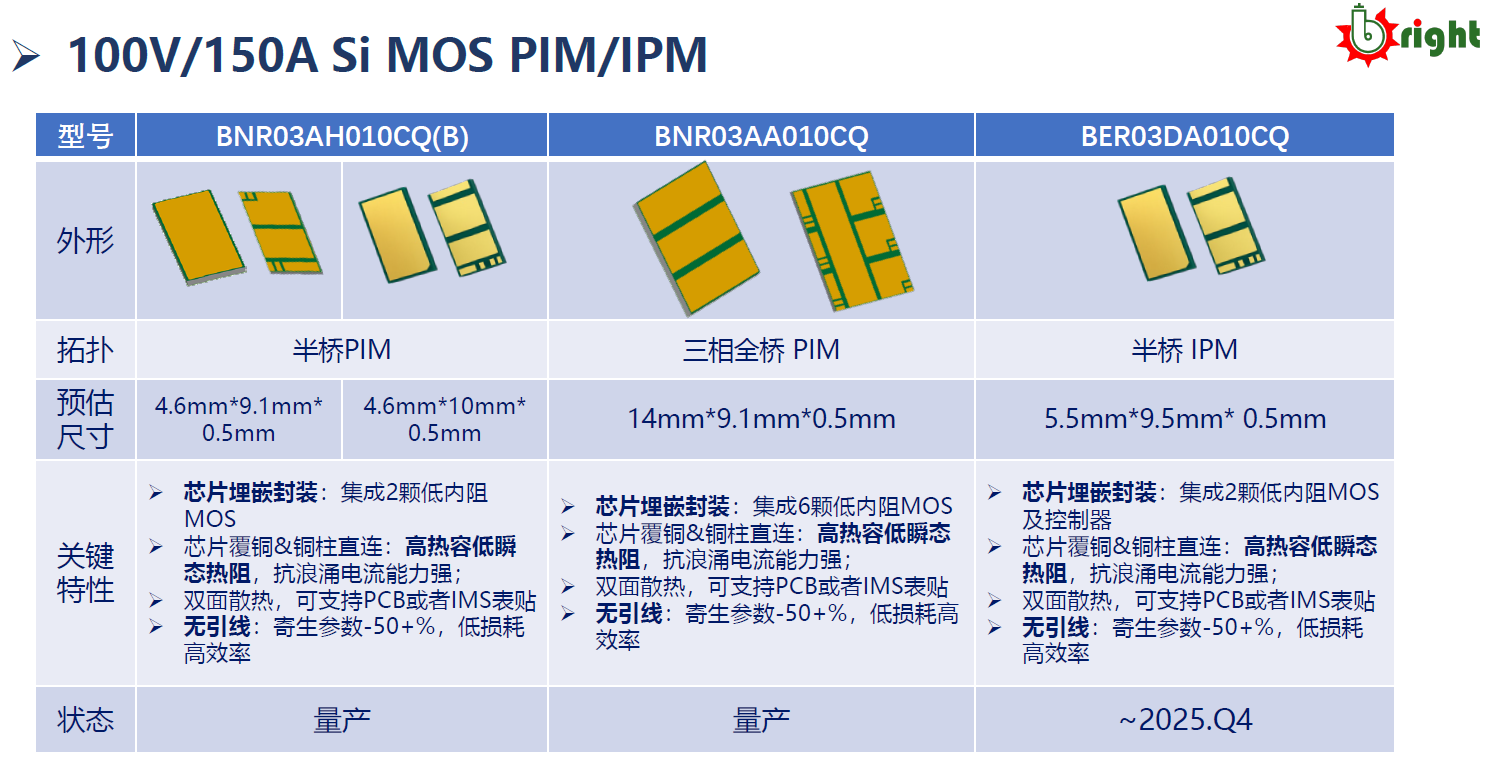 ➢ 100V/150A Si MOS PIM/IPM
bright
型号 BNR03AH010CQ(B) BNR03AA010CQ BER03DA010CQ
外形
拓扑 半桥PIM 三相全桥 PIM 半桥 IPM
预估
尺寸
4.6mm*9.1mm*
0.5mm
4.6mm*10mm*
0.5mm
14mm*9.1mm*0.5mm
5.5mm*9.5mm* 0.5mm
关键
特性
➢ 芯片埋嵌封装：集成2颗低内阻
MOS
➢ 芯片覆铜&铜柱直连：高热容低瞬
态热阻，抗浪涌电流能力强；
➢ 双面散热，可支持PCB或者IMS表贴
➢ 无引线：寄生参数-50+%，低损耗
高效率
➢ 芯片埋嵌封装：集成6颗低内阻MOS
➢ 芯片覆铜&铜柱直连：高热容低瞬态
热阻，抗浪涌电流能力强；
➢ 双面散热，可支持PCB或者IMS表贴
➢ 无引线：寄生参数-50+%，低损耗高
效率
➢ 芯片埋嵌封装：集成2颗低内阻MOS
及控制器
➢ 芯片覆铜&铜柱直连：高热容低瞬态
热阻，抗浪涌电流能力强；
➢ 双面散热，可支持PCB或者IMS表贴
➢ 无引线：寄生参数-50+%，低损耗
高效率
状态 量产 量产 ~2025.Q4